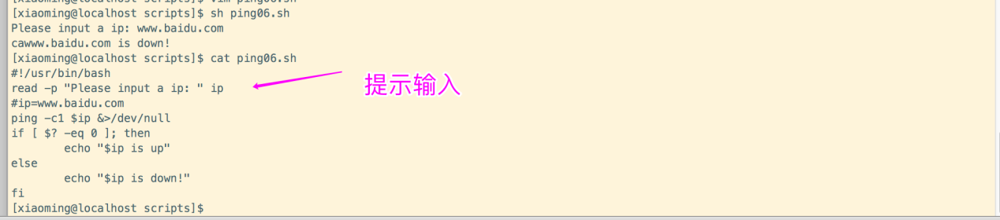 [xiaoming@localhost scripts]$ vim ping06.sh
[xiaoming@localhost scripts]$ sh ping06.sh
Please input a ip: www.baidu.com
cawww.baidu.com is down!
[xiaoming@localhost scripts]$ cat ping06.sh
#!/usr/bin/bash
read -p "Please input a ip: " ip
提示输入
#ip=www.baidu.com
ping -c1 $ip &>/dev/null
if [ $? -eq 0 ]; then
        echo "$ip is up"
else
        echo "$ip is down!"
fi
[xiaoming@localhost scripts]$